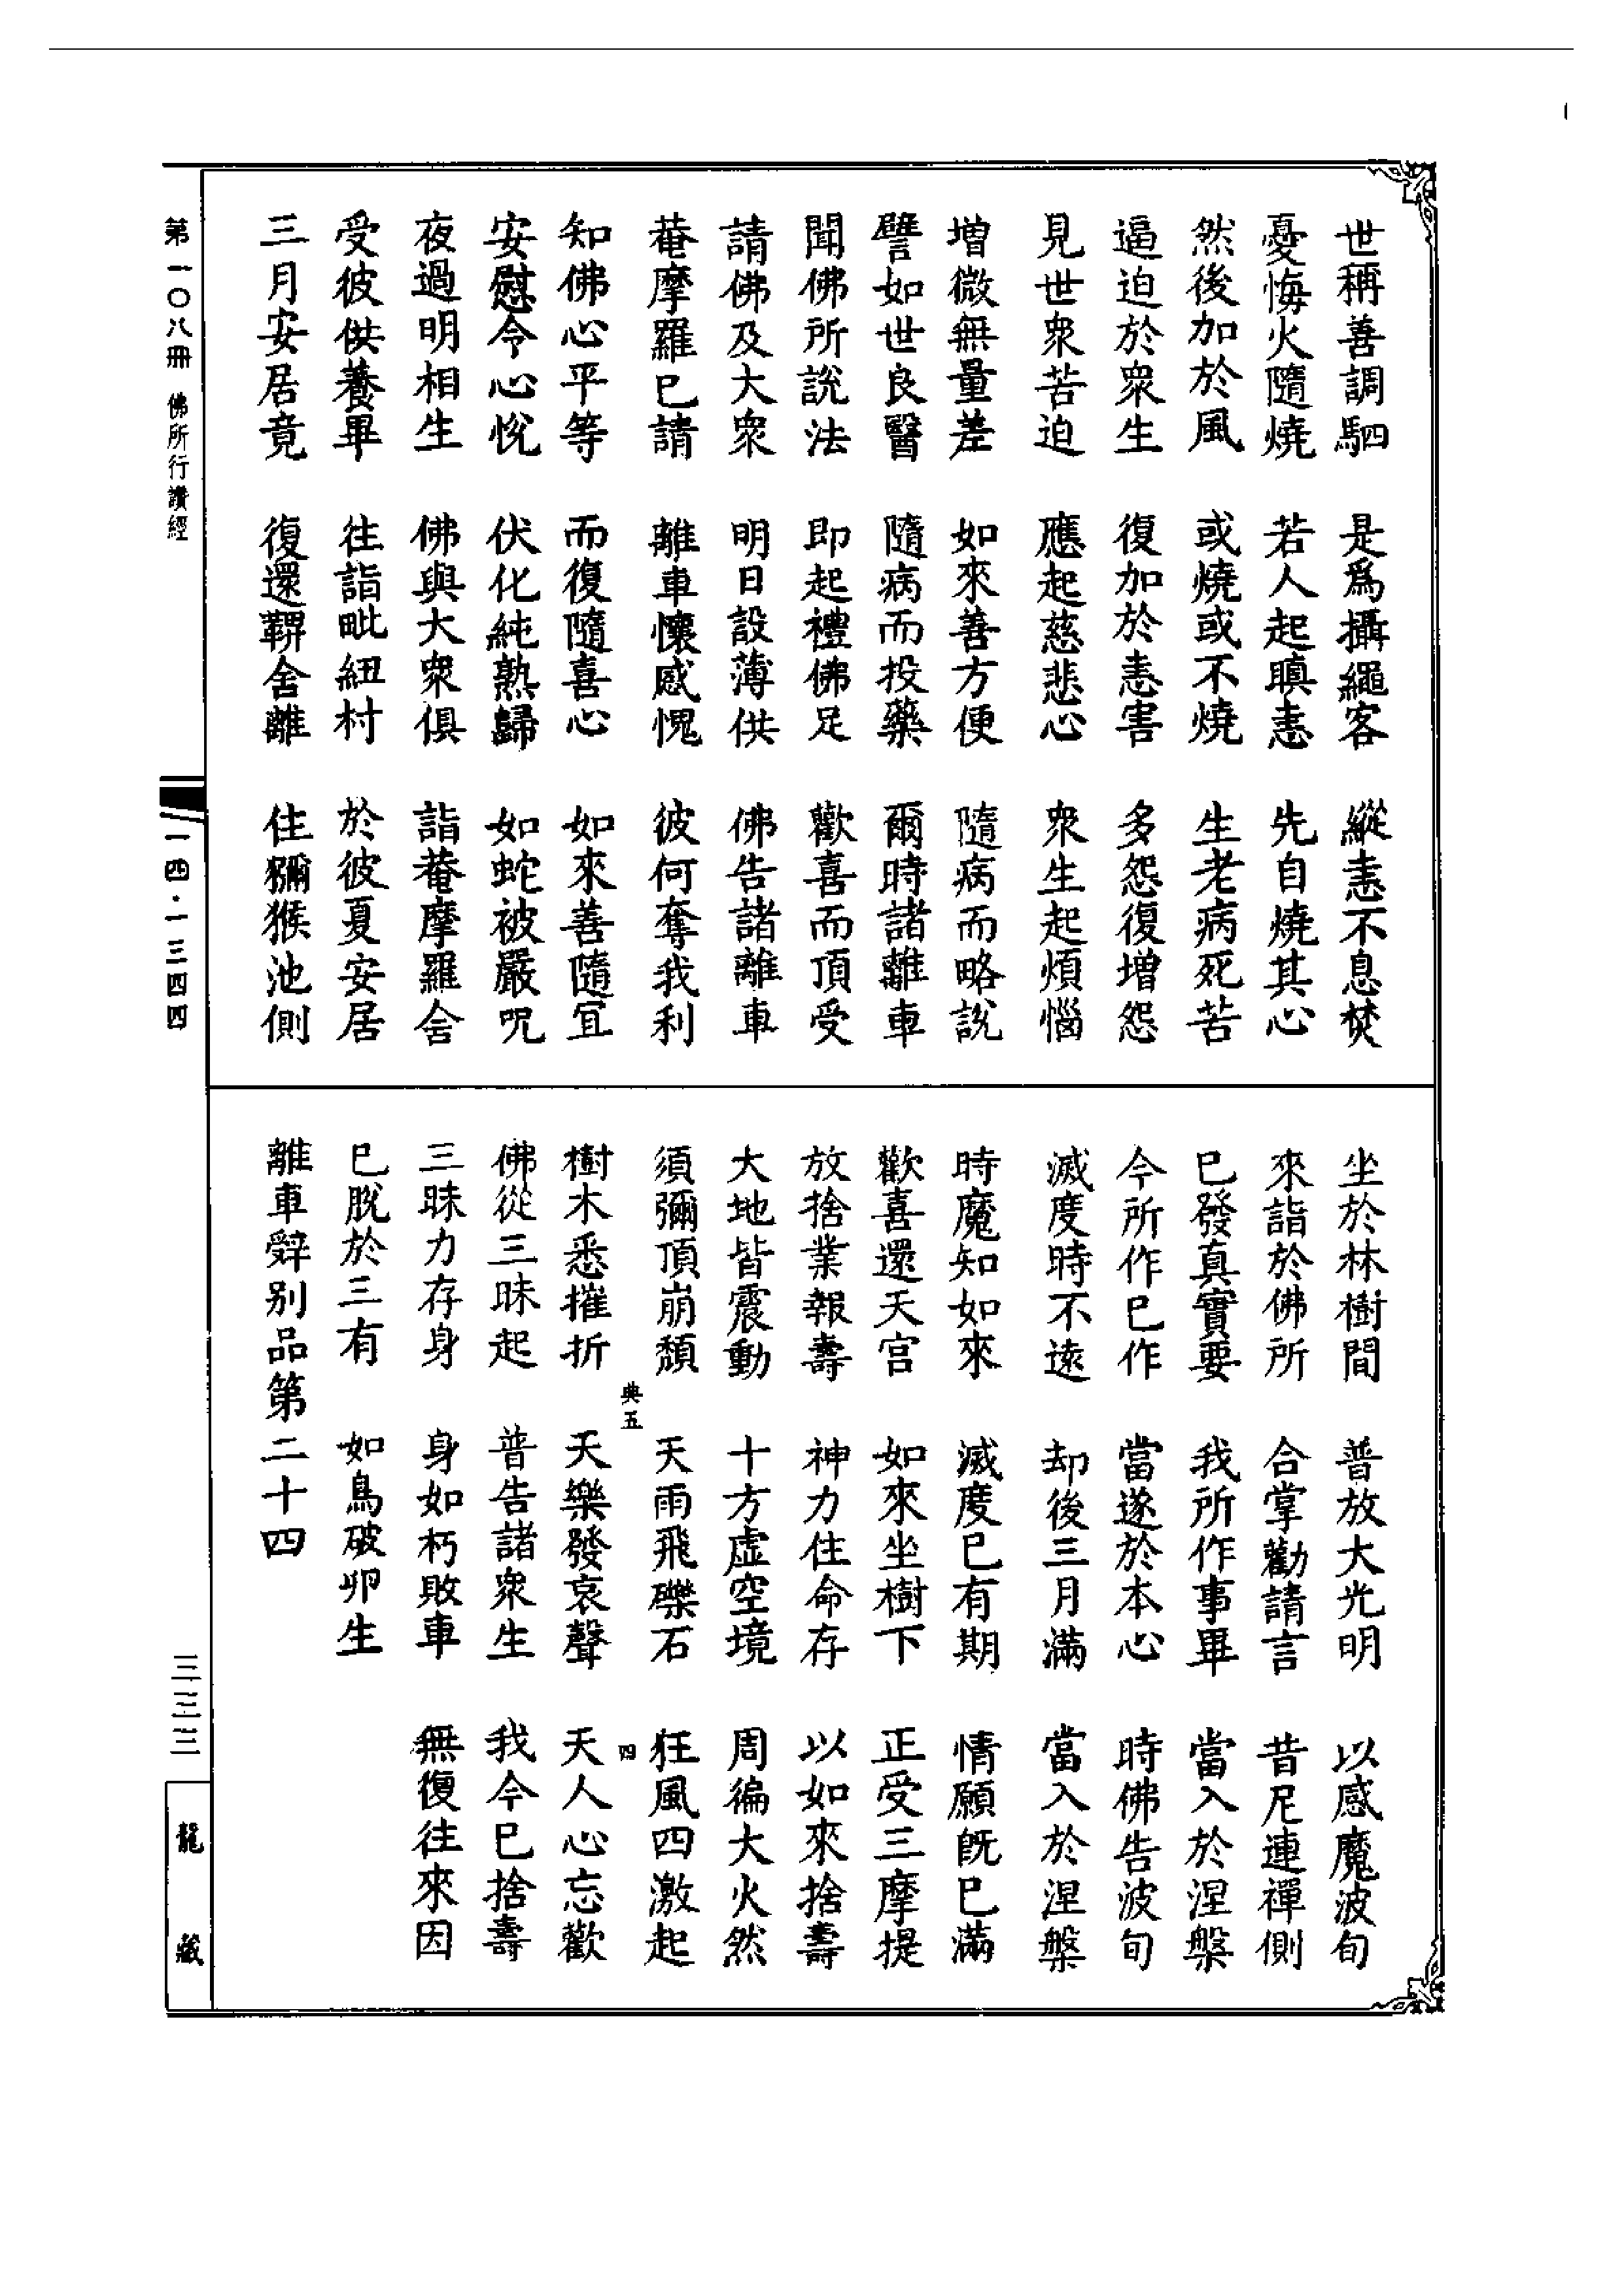 世稱善調駟　是爲攝繩客　縱恚不息焚
憂悔火隨燒　若人起瞋恚　先自燒其心
然後加於風　或燒或不燒　生老病死苦
逼迫於衆生　復加於恚害　多怨復增怨
見世衆苦迫　應起慈悲心　衆生起煩惱
增微無量差　如來善方便　隨病而略說
譬如世良醫　隨病而投藥　爾時諸離車
聞佛所說法　即起禮佛足　歡喜而頂受
請佛及大衆　明日設薄供　佛告諸離車
菴摩羅已請　離車懷感愧　彼何奪我利
知佛心平等　而復隨喜心　如來善隨宜
安慰令心悅　伏化純熟歸　如蛇被嚴呪
夜過明相生　佛與大衆俱　詣菴摩羅舍
受彼供養畢　往詣毗紐村　於彼夏安居
三月安居竟　復還鞞舍離　住獼猴池側
坐於林樹間　普放大光明　以感魔波旬
來詣於佛所　合掌勸請言　昔尼連禪側
已發真實要　我所作事畢　當入於涅槃
今所作已作　當遂於本心　時佛告波旬
滅度時不遠　却後三月滿　當入於涅槃
時魔知如來　滅度已有期　情願既已滿
歡喜還天宮　如來坐樹下　正受三摩提
放捨業報壽　神力住命存　以如來捨壽
大地皆震動　十方虛空境　周徧大火然
須彌頂崩頹　天雨飛礫石　狂風四激起
典五　四
樹木悉摧折　天樂發哀聲　天人心忘歡
佛從三昧起　普告諸衆生　我今已捨壽
三昧力存身　身如朽敗車　無復往來因
已脫於三有　如鳥破卵生
離車辭別品第二十四
第一〇八冊　佛所行讚經
一四·一三四四
三三三
龍藏